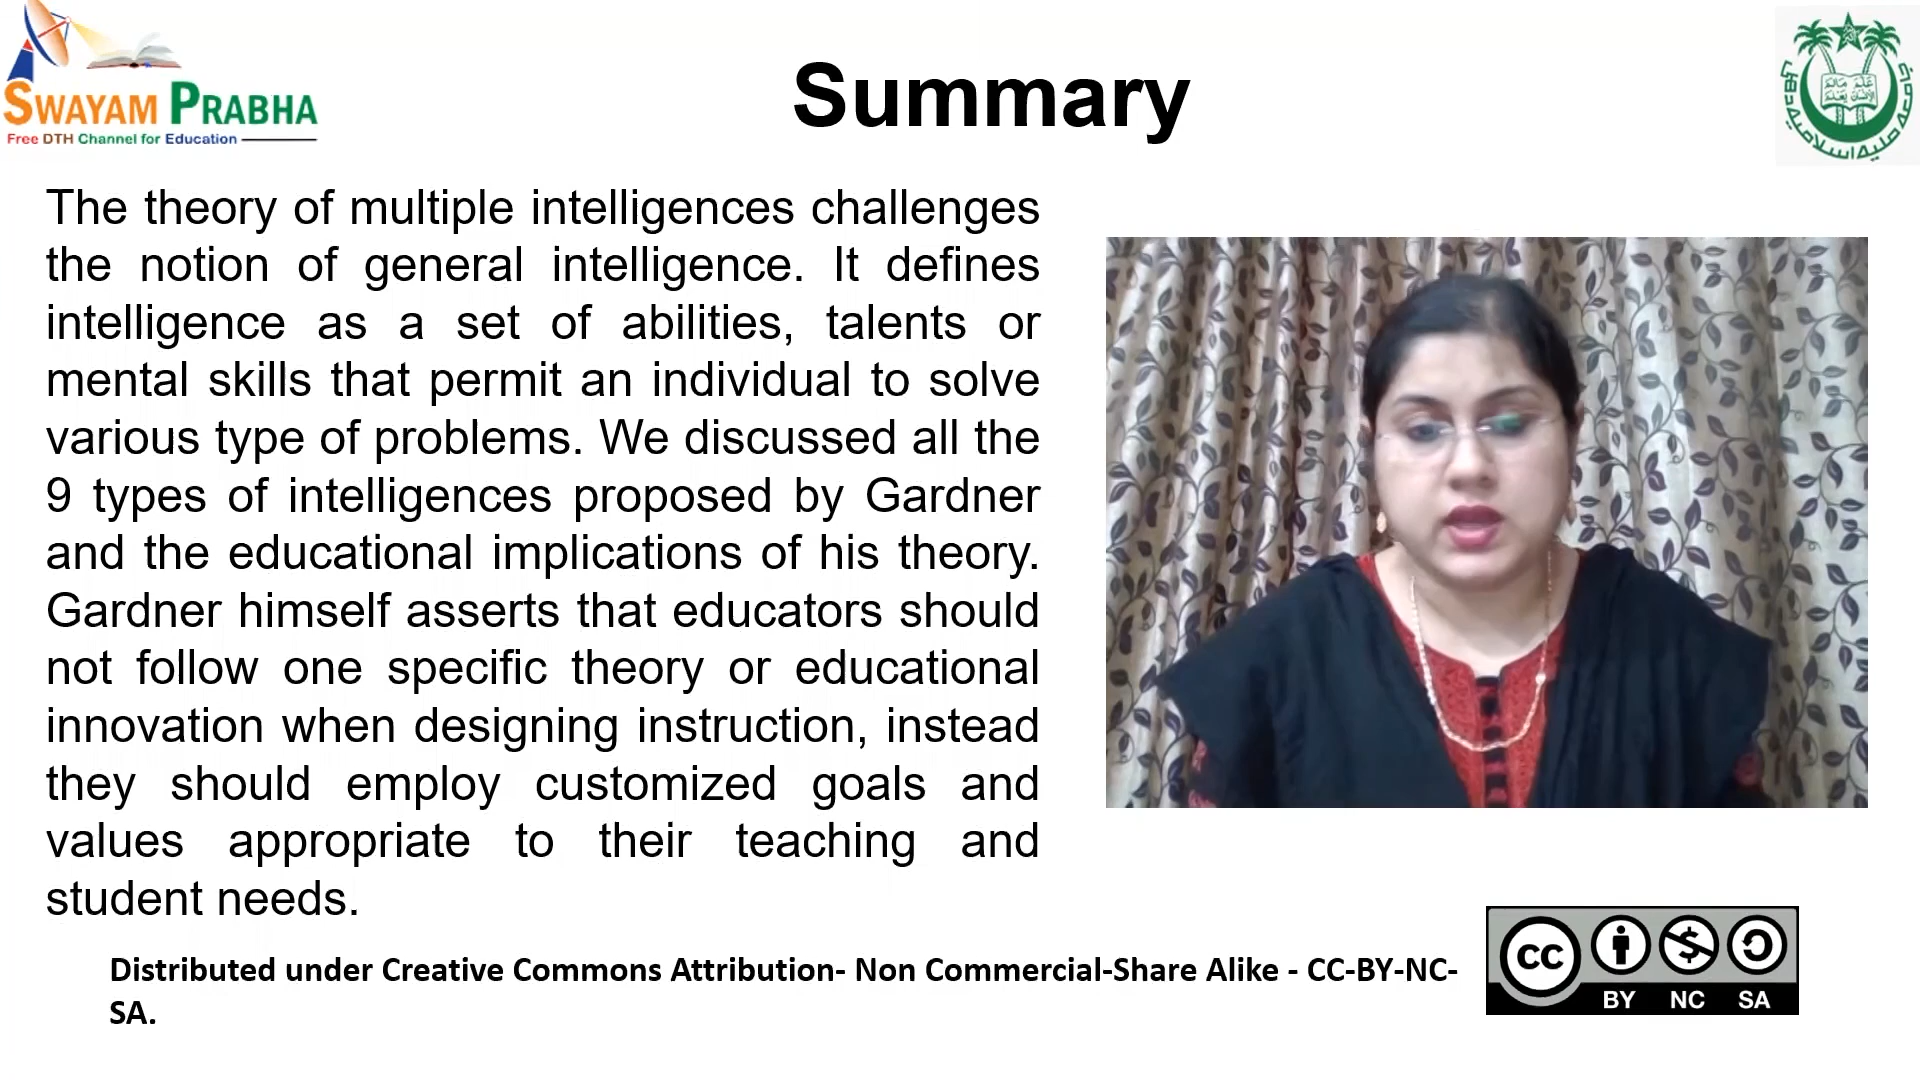 SWAYAM PRABHA
Free DTH Channel for Education
Summary
The theory of multiple intelligences challenges
the notion of general intelligence. It defines
intelligence as a set of abilities, talents or
mental skills that permit an individual to solve
various type of problems. We discussed all the
9 types of intelligences proposed by Gardner
and the educational implications of his theory.
Gardner himself asserts that educators should
not follow one specific theory or educational
innovation when designing instruction, instead
they should employ customized goals and
values appropriate to their teaching and
student needs.
Distributed under Creative Commons Attribution- Non Commercial-Share Alike - CC-BY-NC-
SA.
CC
BY NC SA